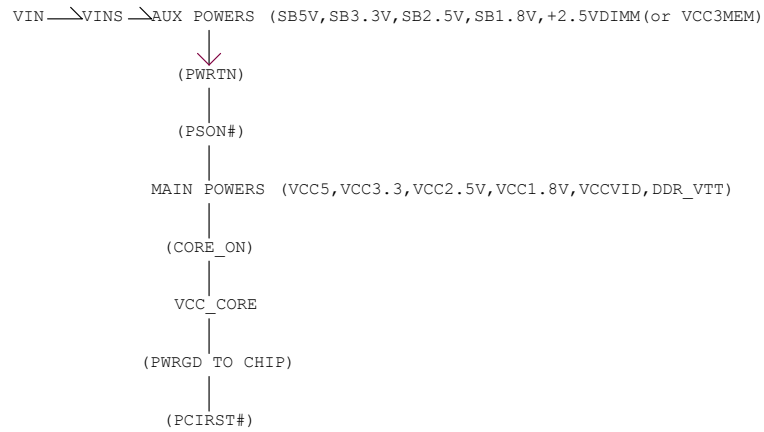 VIN VINS AUX POWERS (SB5V,SB3.3V,SB2.5V,SB1.8V,+2.5VDIMM(or VCC3MEM)
(PWRTN)
(PSON#)
MAIN POWERS (VCC5,VCC3.3,VCC2.5V,VCC1.8V,VCCVID,DDR_VTT)
(CORE_ON)
VCC_CORE
(PWRGD TO CHIP)
(PCIRST#)